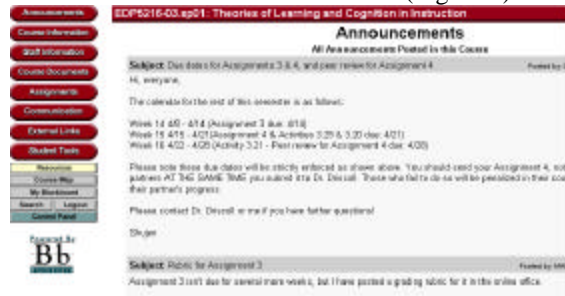 Announcements
Course Information
Staff Information
Course Documents
Assignments
Communication
External Links
Student Tools
Resources
Course Map
My Blackboard
Search Logout
Control Panel
Powered By
Bb
EDP5216-03.sp01: Theories of Learning and Cognition in Instruction
Announcements
All Announcements Posted in this Course
Subject: Due dates for Assignments 3 & 4, and peer review for Assignment 4 Posted by
Hi, everyone,
The calendar for the rest of this semester is as follows:
Week 14 4/8 - 4/14 (Assignment 3 due: 4/14)
Week 15 4/15 - 4/21(Assignment 4 & Activities 3.29 & 3.20 due: 4/21)
Week 16 4/22 - 4/28 (Activity 3.21 - Peer review for Assignment 4 due: 4/28)
Please note these due dates will be strictly enforced as shown above. You should send your Assignment 4, not
partners AT THE SAME TIME you submit it to Dr. Driscoll. Those who fail to do so will be penalized in their cou
their partner's progress.
Please contact Dr. Driscoll or me if you have further questions!
Subject: Rubric for Assignment 3 Posted by
Assignment 3 isn't due for several more weeks, but I have posted a grading rubric for it in the online office.